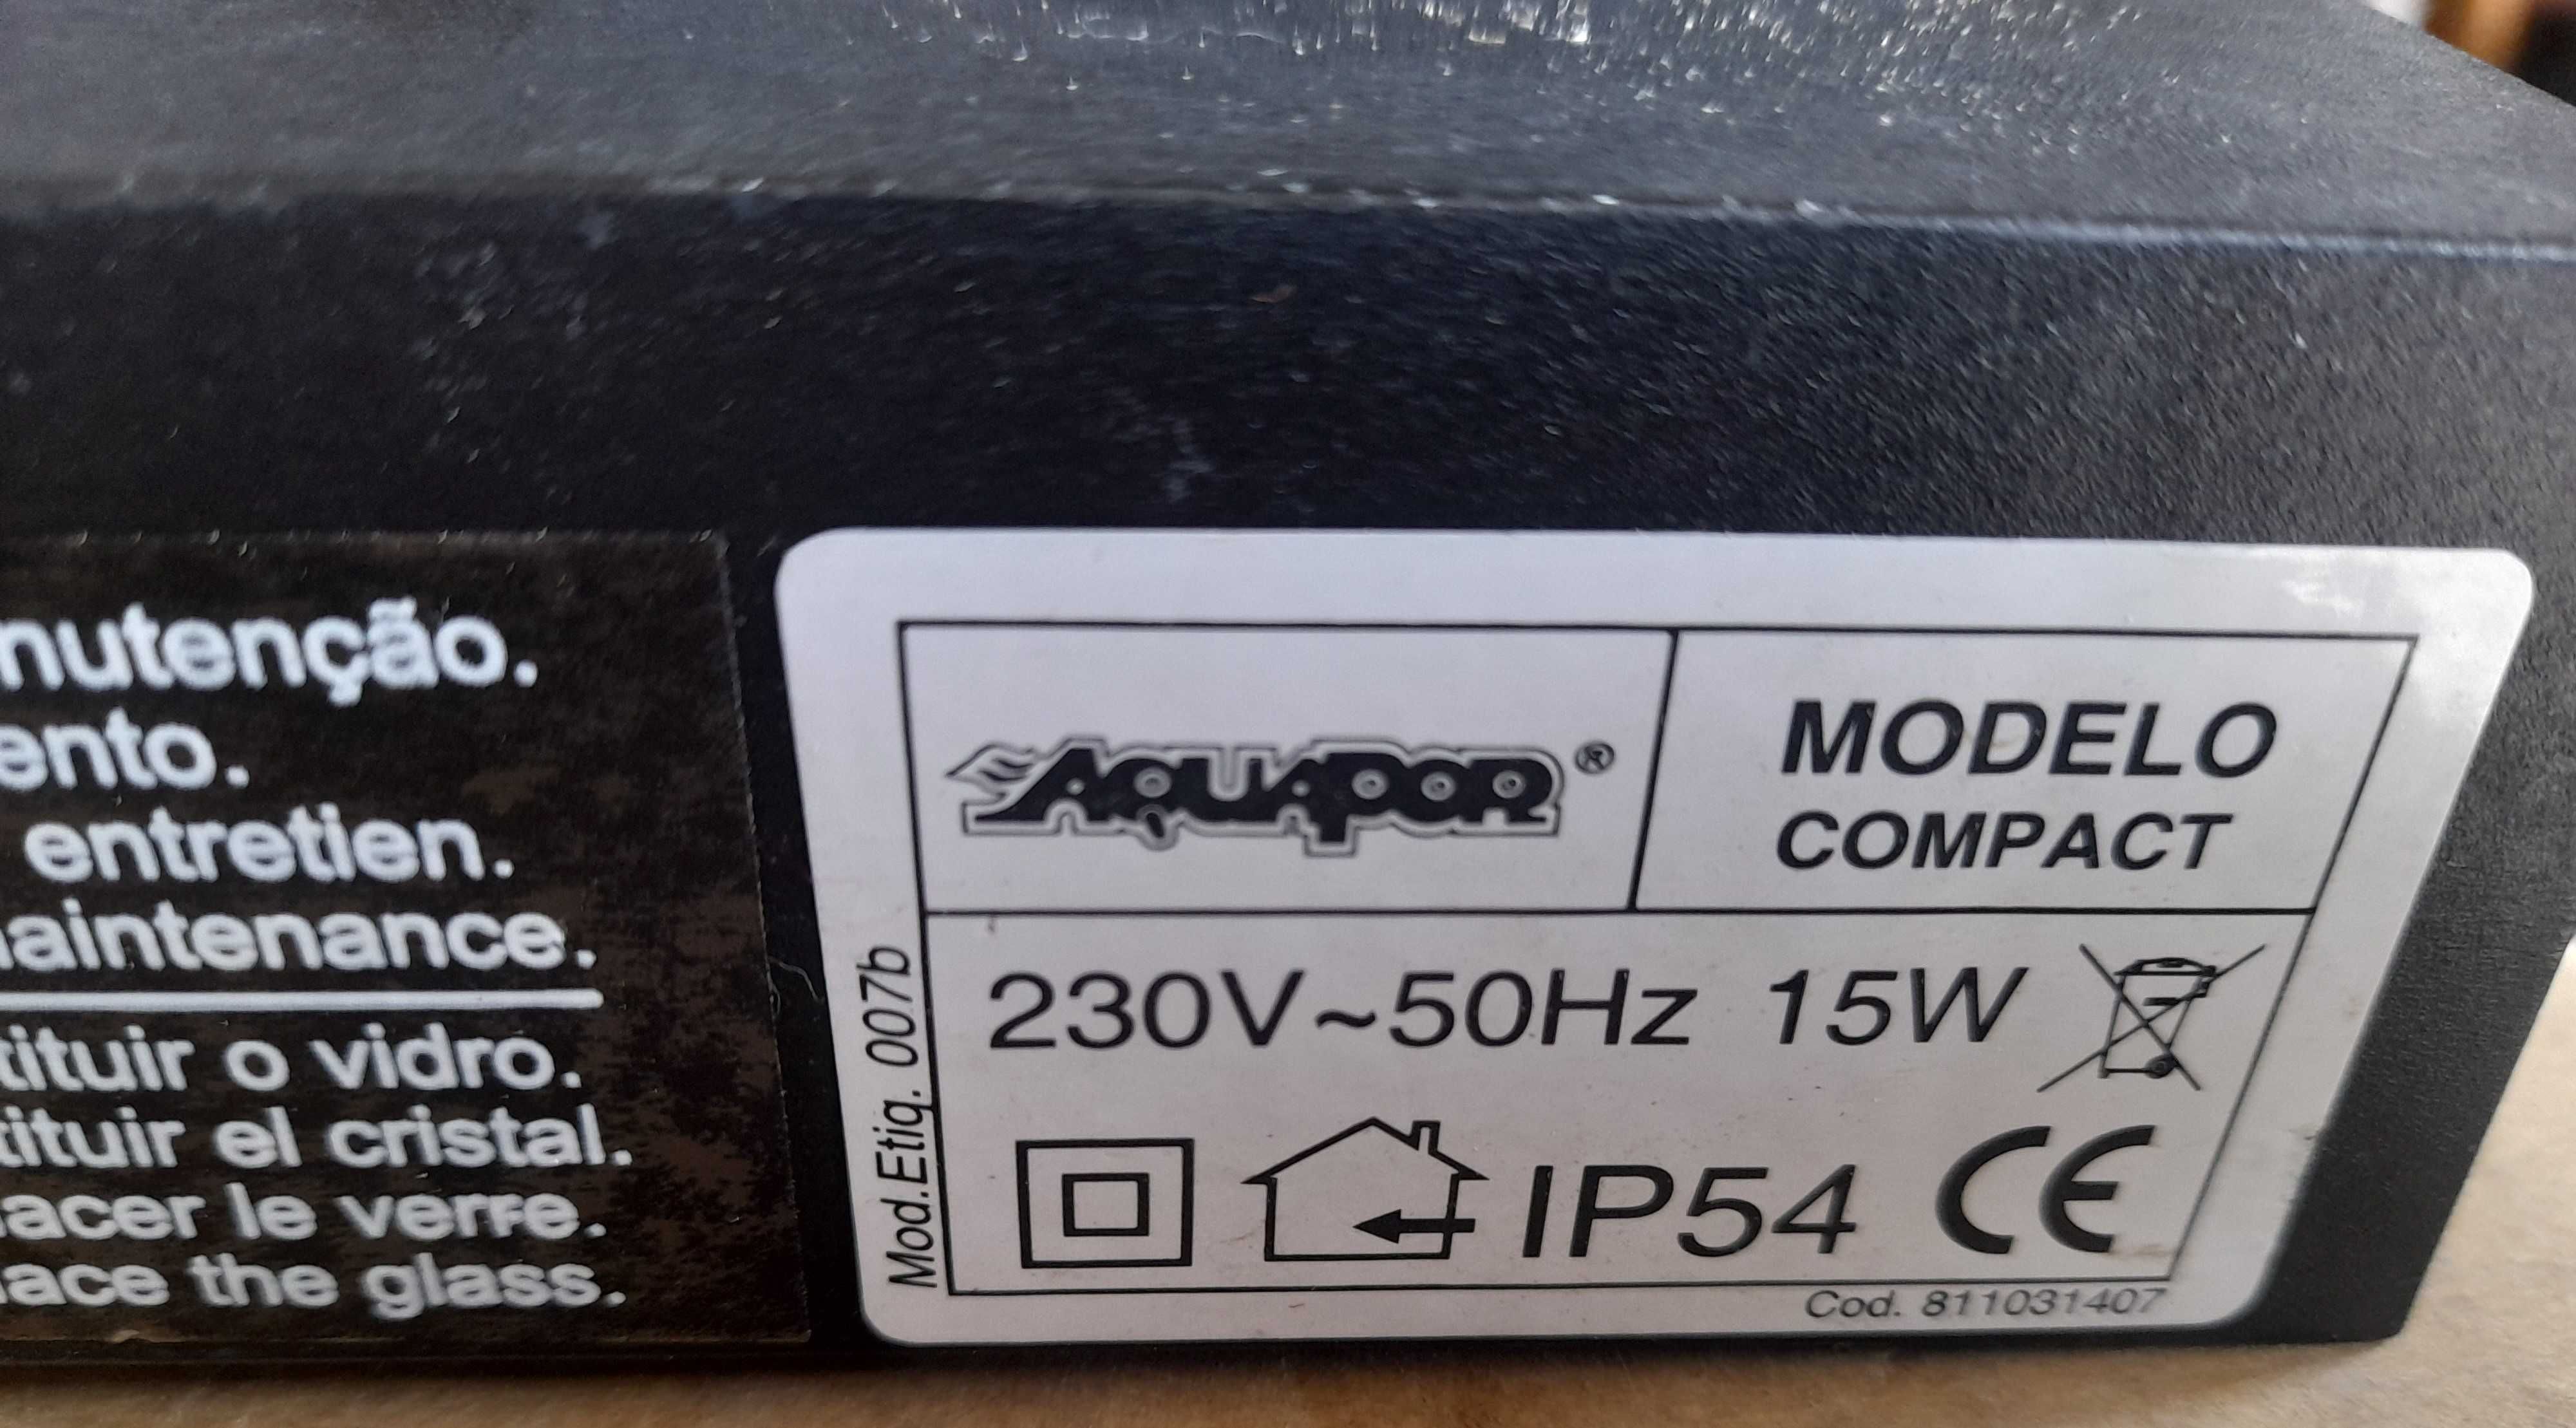 nutenção.
ento.
entretien.
aintenance.
tituir o vidro.
tituir el cristal.
acer le verre.
ace the glass.
Mod.Etiq. 007b
AQUAPOR®
MODELO
COMPACT
230V~50Hz 15W
IP54 CE
Cod. 811031407